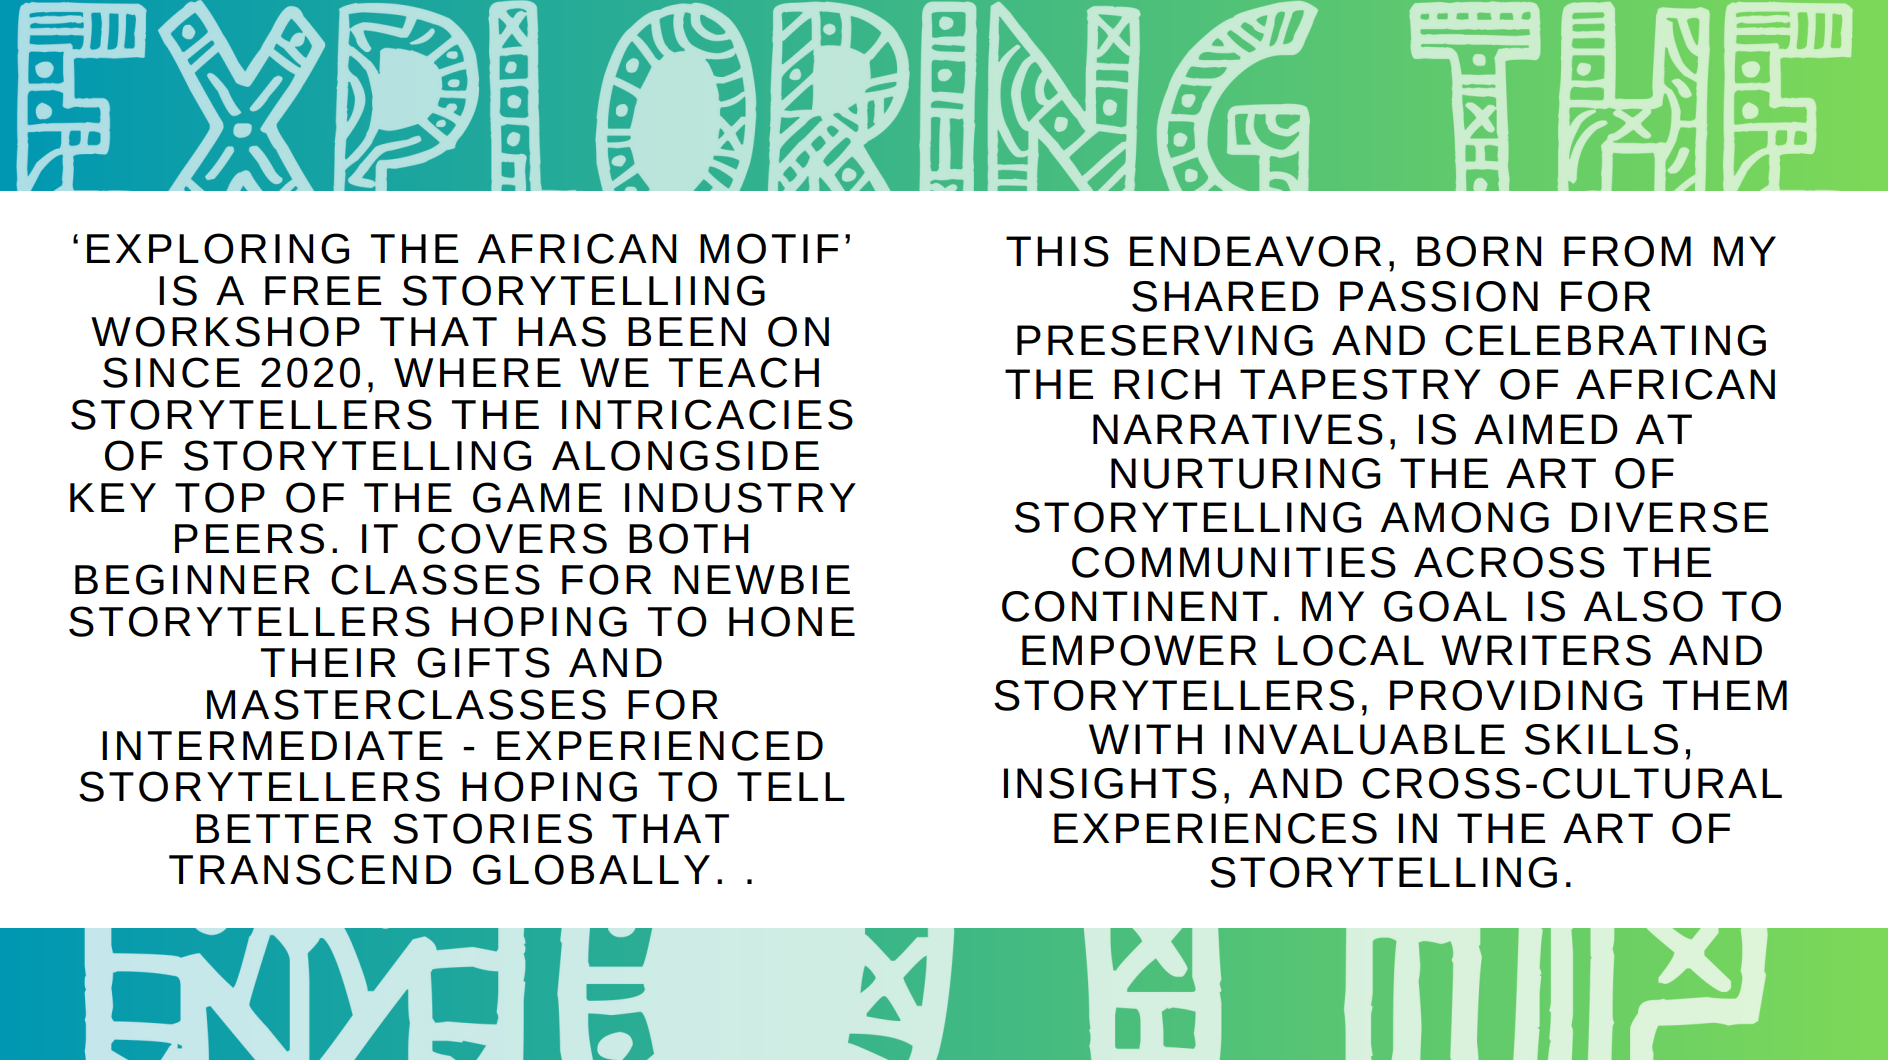 EXPLORING THE
‘EXPLORING THE AFRICAN MOTIF’
IS A FREE STORYTELLIING
WORKSHOP THAT HAS BEEN ON
SINCE 2020, WHERE WE TEACH
STORYTELLERS THE INTRICACIES
OF STORYTELLING ALONGSIDE
KEY TOP OF THE GAME INDUSTRY
PEERS. IT COVERS BOTH
BEGINNER CLASSES FOR NEWBIE
STORYTELLERS HOPING TO HONE
THEIR GIFTS AND
MASTERCLASSES FOR
INTERMEDIATE - EXPERIENCED
STORYTELLERS HOPING TO TELL
BETTER STORIES THAT
TRANSCEND GLOBALLY. .
THIS ENDEAVOR, BORN FROM MY
SHARED PASSION FOR
PRESERVING AND CELEBRATING
THE RICH TAPESTRY OF AFRICAN
NARRATIVES, IS AIMED AT
NURTURING THE ART OF
STORYTELLING AMONG DIVERSE
COMMUNITIES ACROSS THE
CONTINENT. MY GOAL IS ALSO TO
EMPOWER LOCAL WRITERS AND
STORYTELLERS, PROVIDING THEM
WITH INVALUABLE SKILLS,
INSIGHTS, AND CROSS-CULTURAL
EXPERIENCES IN THE ART OF
STORYTELLING.